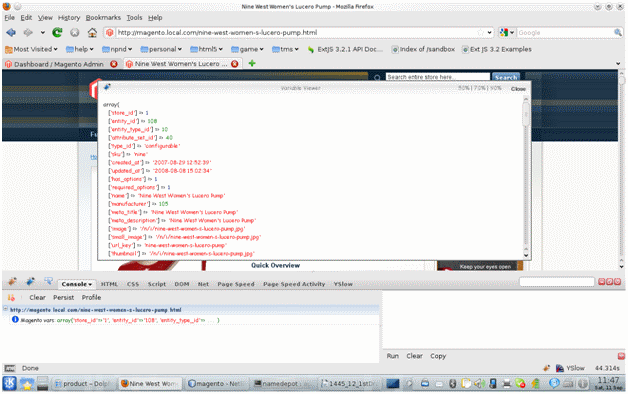 Nine West Women's Lucero Pump - Mozilla Firefox
File Edit View History Bookmarks Tools Help
http://magento.local.com/nine-west-women-s-lucero-pump.html
Google
Most Visited help npnd personal html5 game tms ExtJS 3.2.1 API Doc... Index of /sandbox Ext JS 3.2 Examples
Dashboard / Magento Admin Nine West Women's Lucero ...
Search entire store here... Search
Variable Viewer 50% | 70% | 90% Close
array(
['store_id'] => 1
['entity_id'] => 108
['entity_type_id'] => 10
['attribute_set_id'] => 40
['type_id'] => 'configurable'
['sku'] => 'nine'
['created_at'] => '2007-08-29 12:52:39'
['updated_at'] => '2008-08-08 15:02:34'
['has_options'] => 1
['required_options'] => 1
['name'] => 'Nine West Women's Lucero Pump'
['manufacturer'] => 105
['meta_title'] => 'Nine West Women's Lucero Pump'
['meta_description'] => 'Nine West Women's Lucero Pump'
['image'] => '/n/i/nine-west-women-s-lucero-pump.jpg'
['small_image'] => '/n/i/nine-west-women-s-lucero-pump.jpg'
['url_key'] => 'nine-west-women-s-lucero-pump'
['thumbnail'] => '/n/i/nine-west-women-s-lucero-pump.jpg'
Quick Overview
Keep your eyes open
Console HTML CSS Script DOM Net Page Speed Page Speed Activity YSlow
Clear Persist Profile
http://magento.local.com/nine-west-women-s-lucero-pump.html
Magento vars: array('store_id'=>'1', 'entity_id'=>'108', 'entity_type_id'=> ... )
Run Clear Copy
Done YSlow 44.314s
product – Dolp Nine West Wom magento - Net namedepot : v 1445_12_1stDra 11:47
Sat, 11 Sep